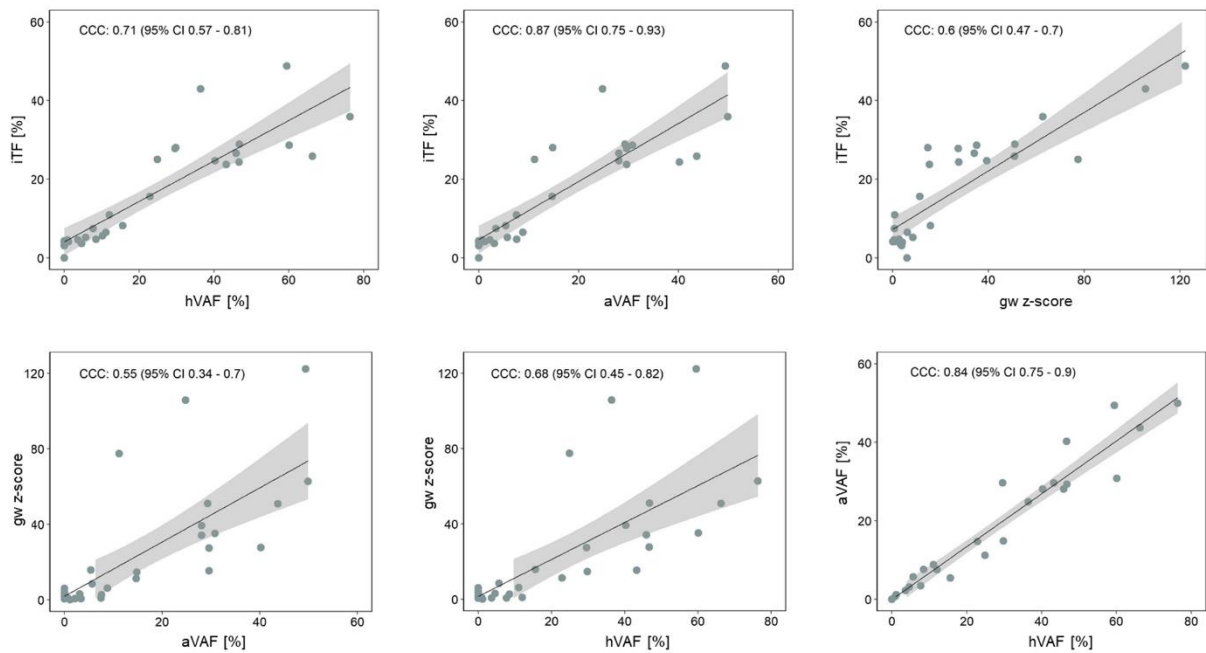 CCC: 0.71 (95% CI 0.57 - 0.81)
iTF [%]
60
40
20
0
0 20 40 60 80
hVAF [%]
CCC: 0.87 (95% CI 0.75 - 0.93)
iTF [%]
60
40
20
0
0 20 40 60
aVAF [%]
CCC: 0.6 (95% CI 0.47 - 0.7)
iTF [%]
60
40
20
0
0 40 80 120
gw z-score
CCC: 0.55 (95% CI 0.34 - 0.7)
gw z-score
120
80
40
0
0 20 40 60
aVAF [%]
CCC: 0.68 (95% CI 0.45 - 0.82)
gw z-score
120
80
40
0
0 20 40 60 80
hVAF [%]
CCC: 0.84 (95% CI 0.75 - 0.9)
aVAF [%]
60
40
20
0
0 20 40 60 80
hVAF [%]